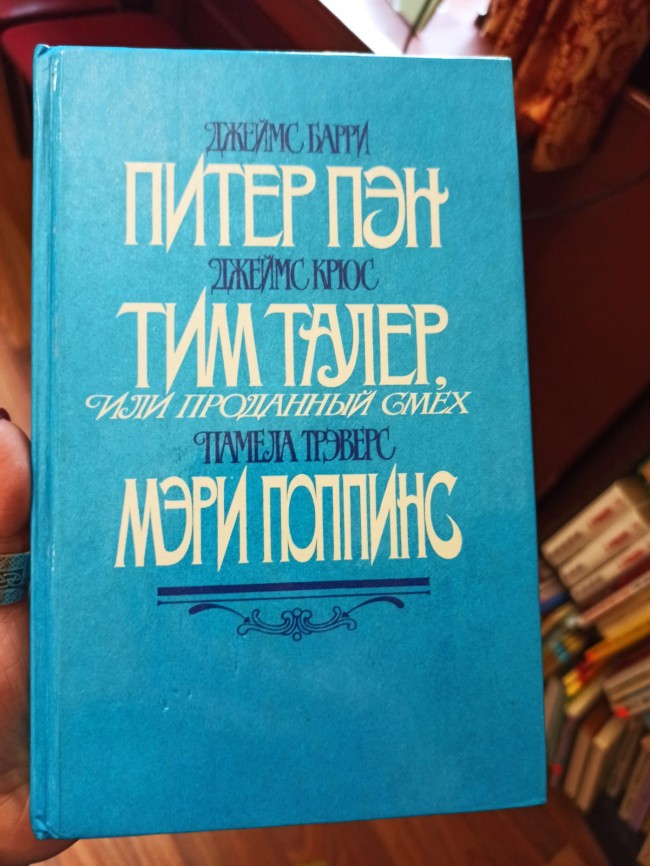 ДЖЕЙМС БАРРИ
ПИТЕР ПЭН
ДЖЕЙМС КРЮС
ТИМ ТАЛЕР,
ИЛИ ПРОДАННЫЙ СМЕХ
ПАМЕЛА ТРЭВЕРС
МЭРИ ПОППИНС